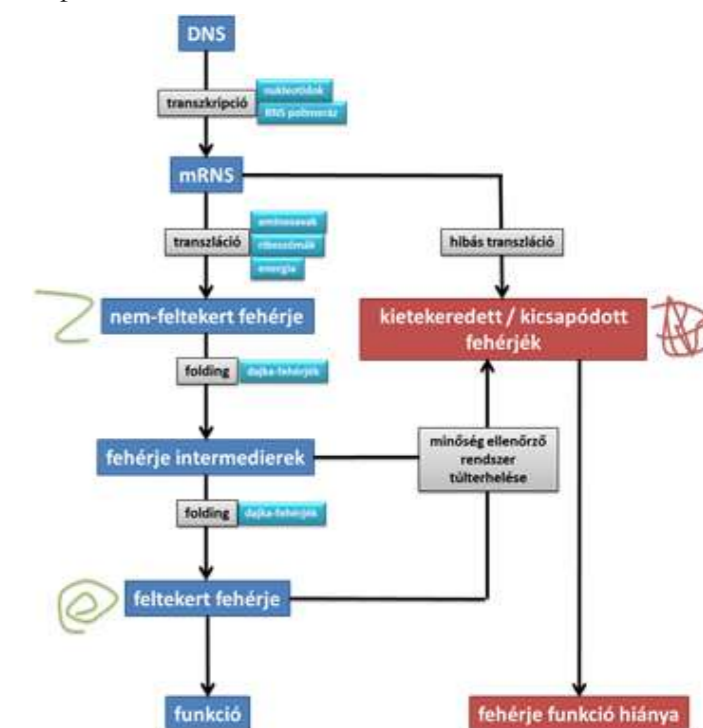 DNS
transzkripció
nukleotidok
RNS polimeráz
mRNS
transzláció
aminosavak
riboszómák
energia
hibás transzláció
nem-feltekert fehérje
kietekeredett / kicsapódott
fehérjék
folding
dajka-fehérjék
fehérje intermedierek
minőség ellenőrző
rendszer
túlterhelése
folding
dajka-fehérjék
feltekert fehérje
funkció
fehérje funkció hiánya